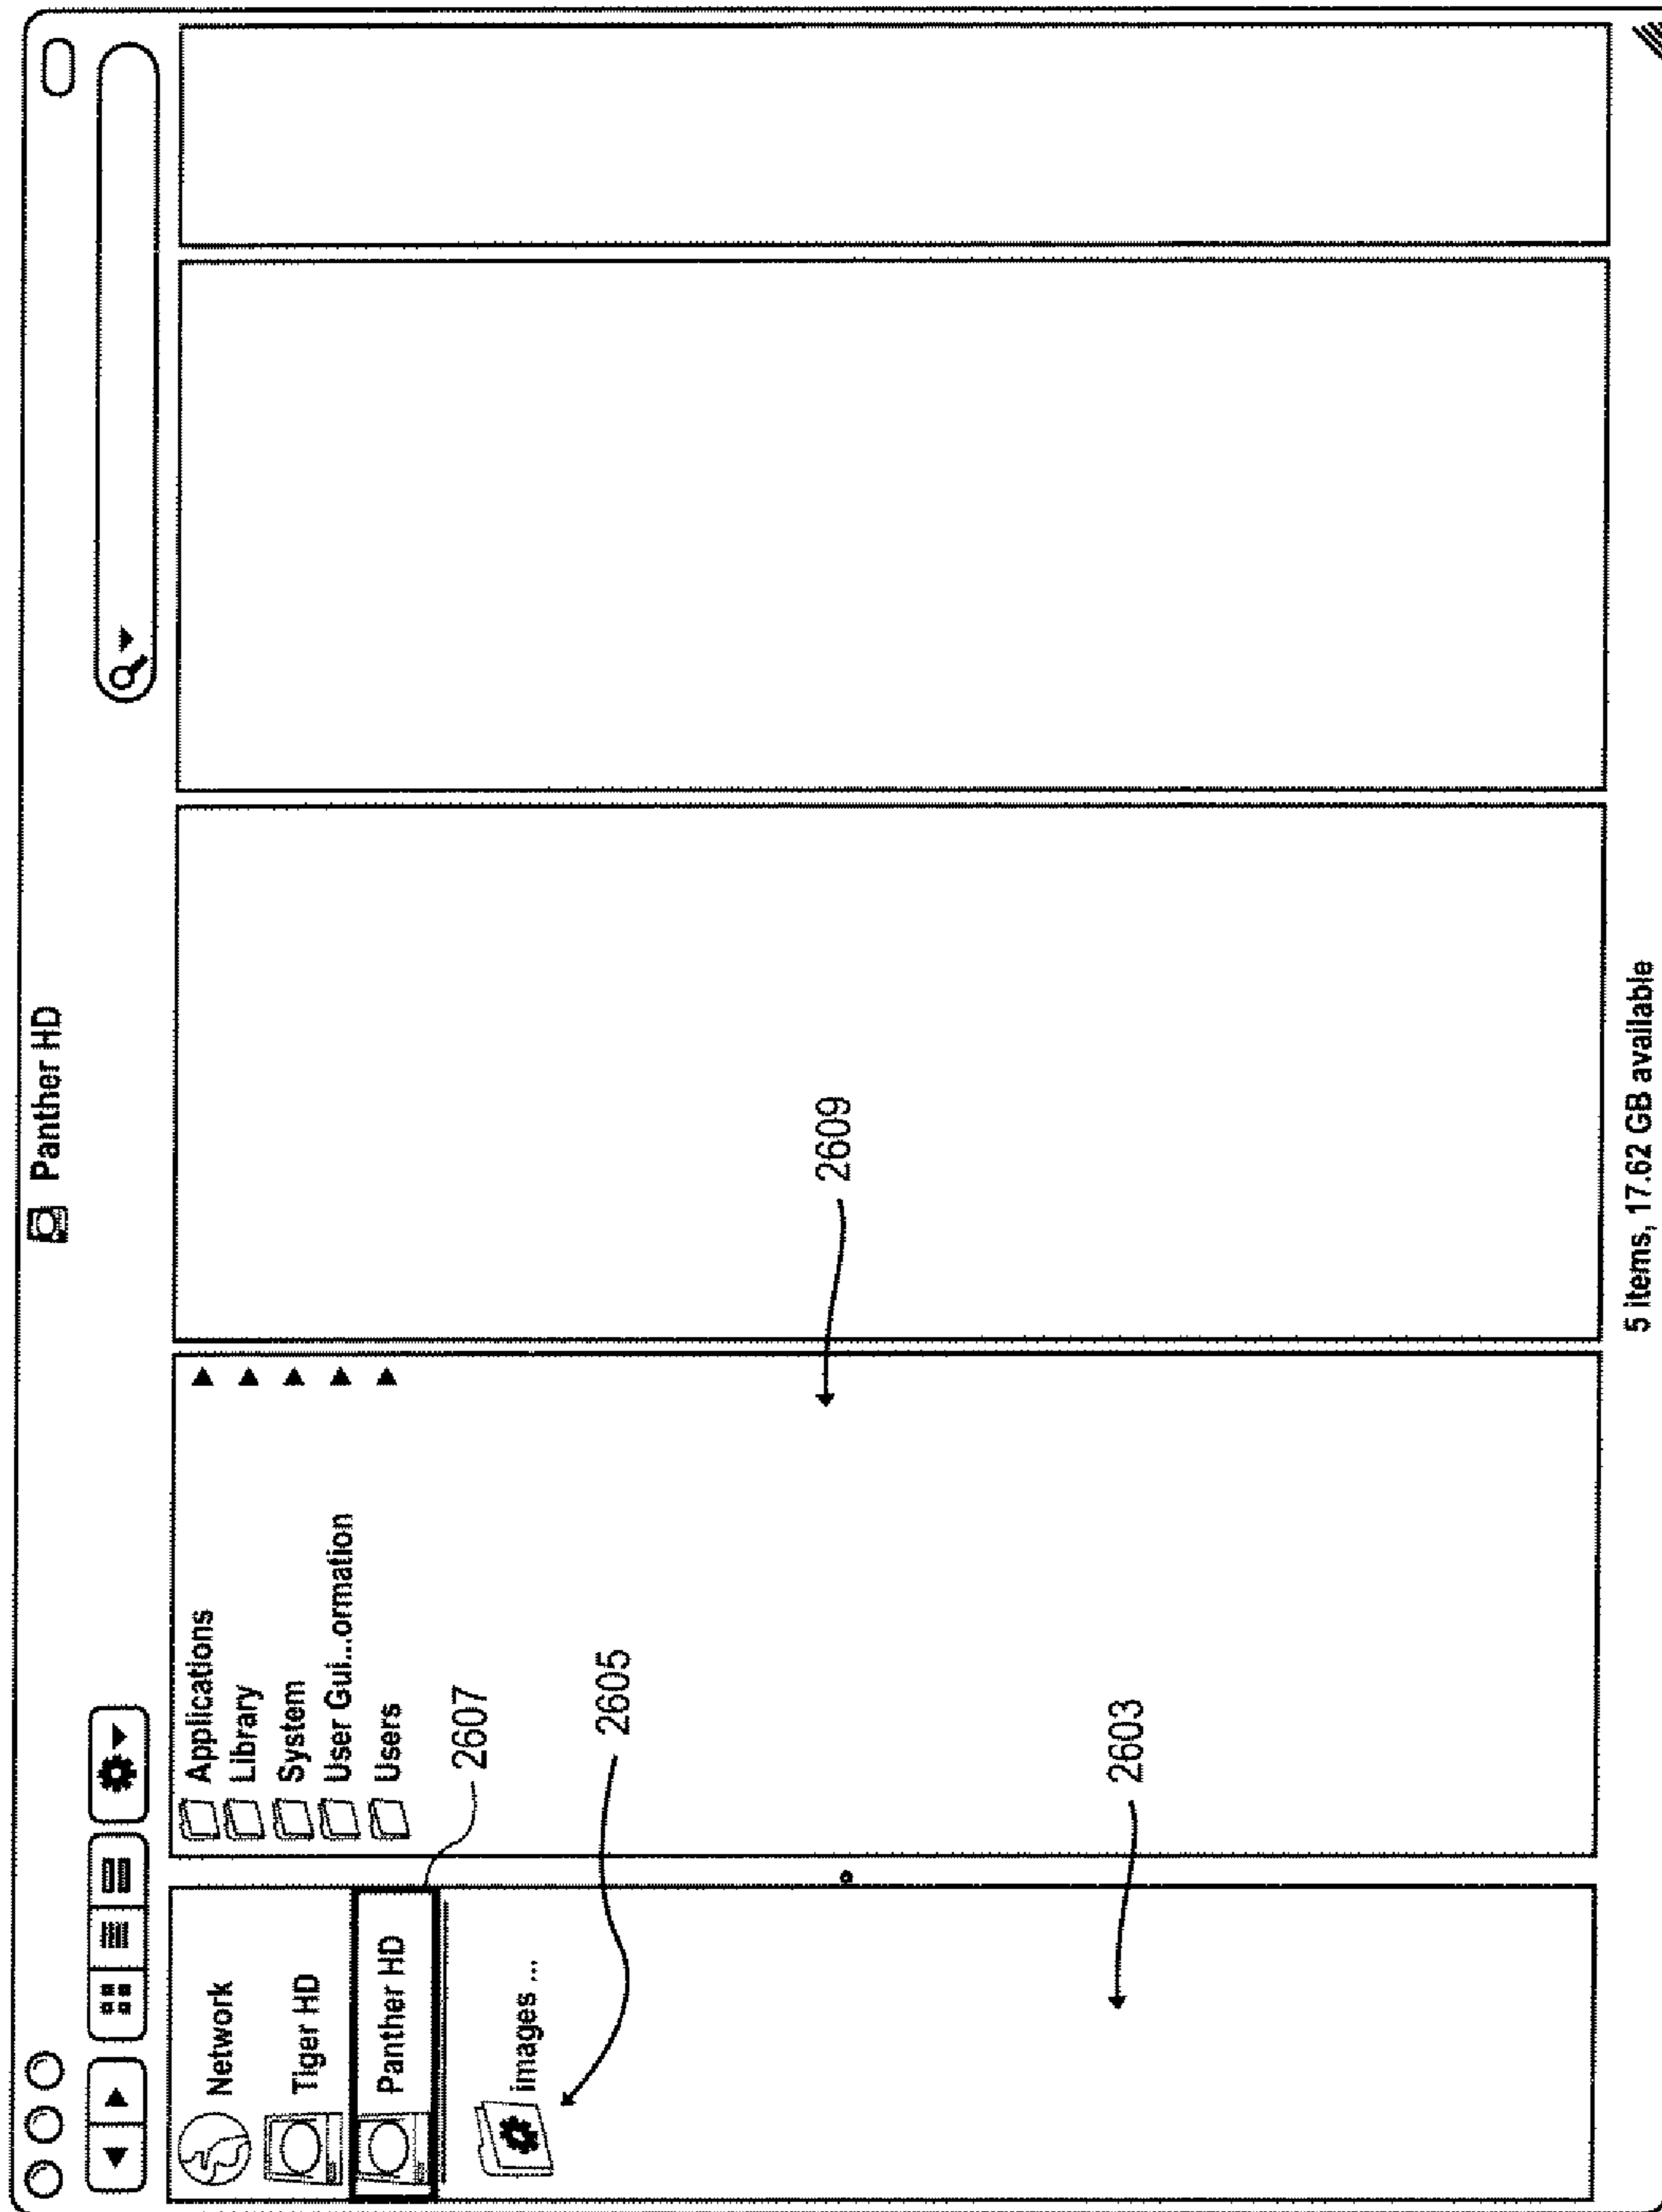 Panther HD
Network
Tiger HD
Panther HD
images ...
Applications
Library
System
User Gui...ormation
Users
2607
2605
2609
2603
5 items, 17.62 GB available